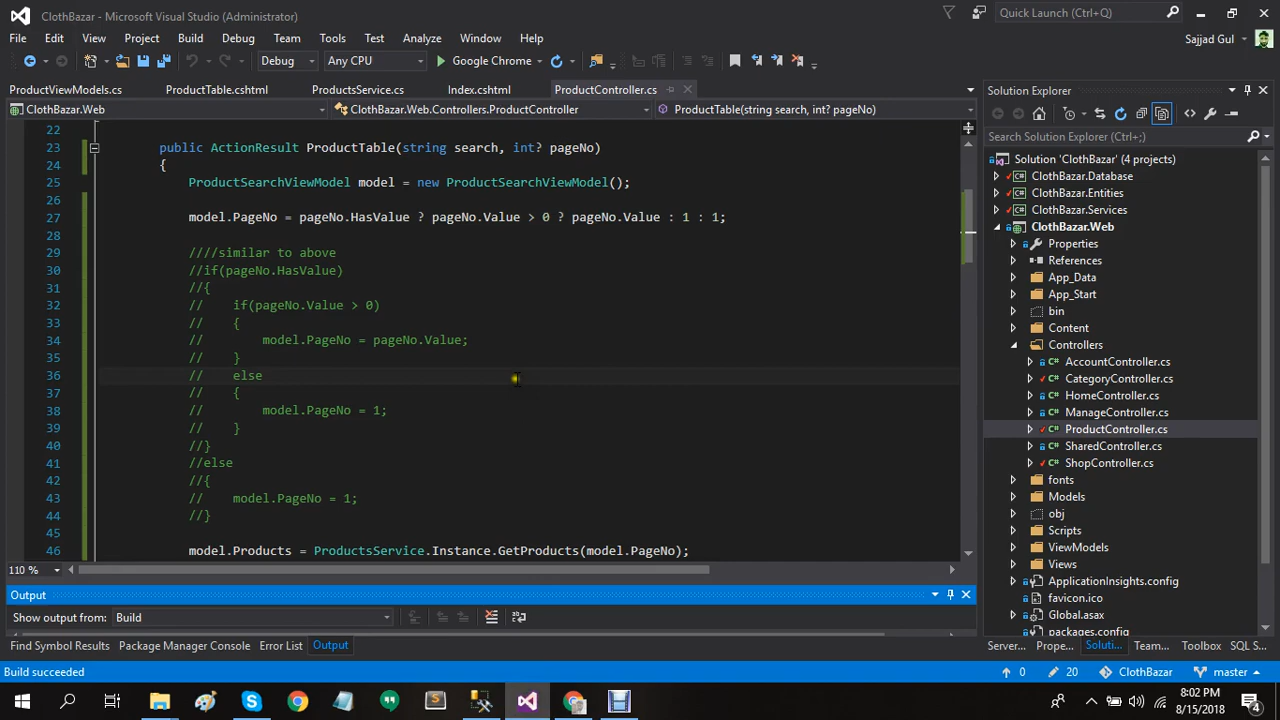 ClothBazar - Microsoft Visual Studio (Administrator)
Quick Launch (Ctrl+Q)
File Edit View Project Build Debug Team Tools Test Analyze Window Help
Sajjad Gul
Debug Any CPU Google Chrome
ProductViewModels.cs ProductTable.cshtml ProductsService.cs Index.cshtml ProductController.cs
ClothBazar.Web ClothBazar.Web.Controllers.ProductController ProductTable(string search, int? pageNo)
22
23 public ActionResult ProductTable(string search, int? pageNo)
24 {
25 ProductSearchViewModel model = new ProductSearchViewModel();
26
27 model.PageNo = pageNo.HasValue ? pageNo.Value > 0 ? pageNo.Value : 1 : 1;
28
29 ////similar to above
30 //if(pageNo.HasValue)
31 //{
32 // if(pageNo.Value > 0)
33 // {
34 // model.PageNo = pageNo.Value;
35 // }
36 // else
37 // {
38 // model.PageNo = 1;
39 // }
40 //}
41 //else
42 //{
43 // model.PageNo = 1;
44 //}
45
46 model.Products = ProductsService.Instance.GetProducts(model.PageNo);
110 %
Solution Explorer
Search Solution Explorer (Ctrl+;)
Solution 'ClothBazar' (4 projects)
C# ClothBazar.Database
C# ClothBazar.Entities
C# ClothBazar.Services
ClothBazar.Web
Properties
References
App_Data
App_Start
bin
Content
Controllers
C# AccountController.cs
C# CategoryController.cs
C# HomeController.cs
C# ManageController.cs
C# ProductController.cs
C# SharedController.cs
C# ShopController.cs
fonts
Models
obj
Scripts
ViewModels
Views
ApplicationInsights.config
favicon.ico
Global.asax
packages.config
Output
Show output from: Build
Find Symbol Results Package Manager Console Error List Output
Server... Prope... Soluti... Team... Toolbox SQL S...
Build succeeded
0 20 ClothBazar master
8:02 PM
8/15/2018
4